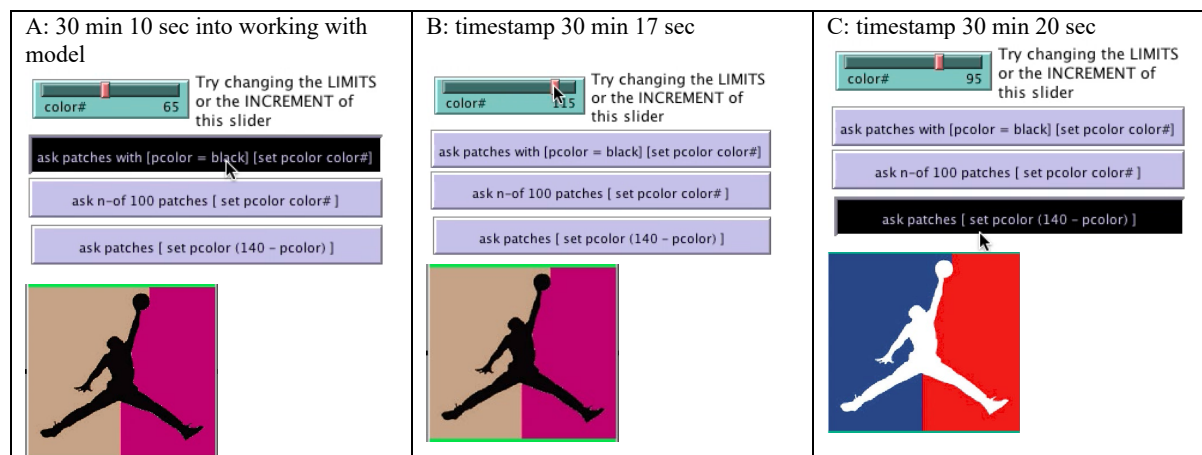 A: 30 min 10 sec into working with
model
Try changing the LIMITS
or the INCREMENT of
this slider
color# 65
ask patches with [pcolor = black] [set pcolor color#]
ask n-of 100 patches [ set pcolor color# ]
ask patches [ set pcolor (140 - pcolor) ]
B: timestamp 30 min 17 sec
Try changing the LIMITS
or the INCREMENT of
this slider
color# 115
ask patches with [pcolor = black] [set pcolor color#]
ask n-of 100 patches [ set pcolor color# ]
ask patches [ set pcolor (140 - pcolor) ]
C: timestamp 30 min 20 sec
Try changing the LIMITS
or the INCREMENT of
this slider
color# 95
ask patches with [pcolor = black] [set pcolor color#]
ask n-of 100 patches [ set pcolor color# ]
ask patches [ set pcolor (140 - pcolor) ]